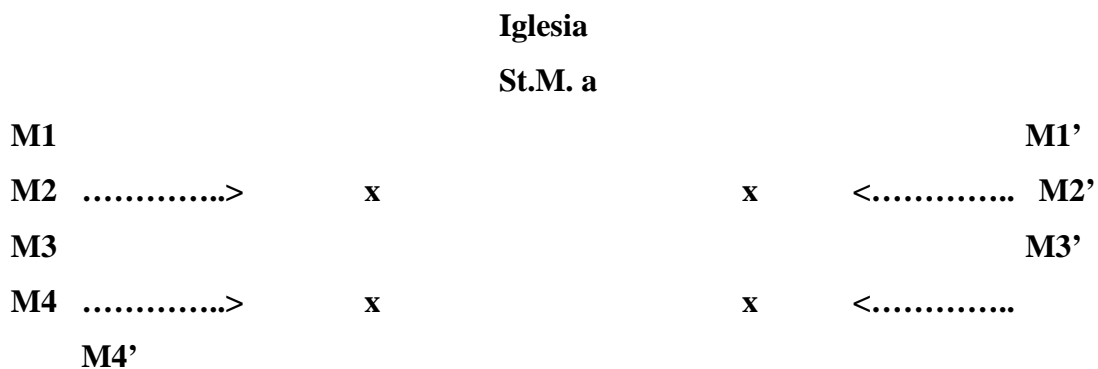 Iglesia
St.M. a
M1 M1’
M2 …………..> x x <………….. M2’
M3 M3’
M4 …………..> x x <…………..
M4’